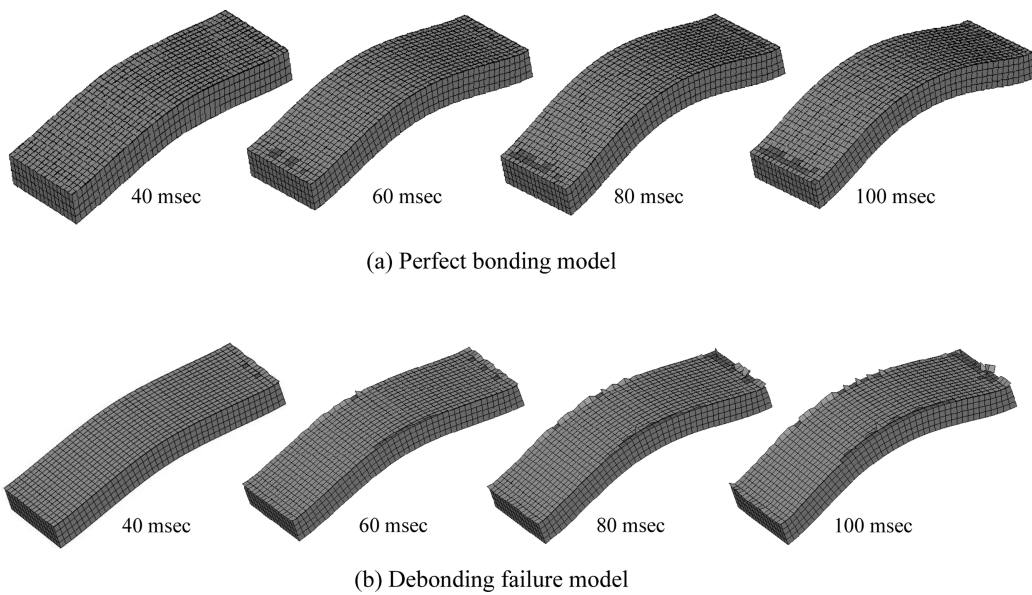 40 msec
60 msec
80 msec
100 msec
(a) Perfect bonding model
40 msec
60 msec
80 msec
100 msec
(b) Debonding failure model